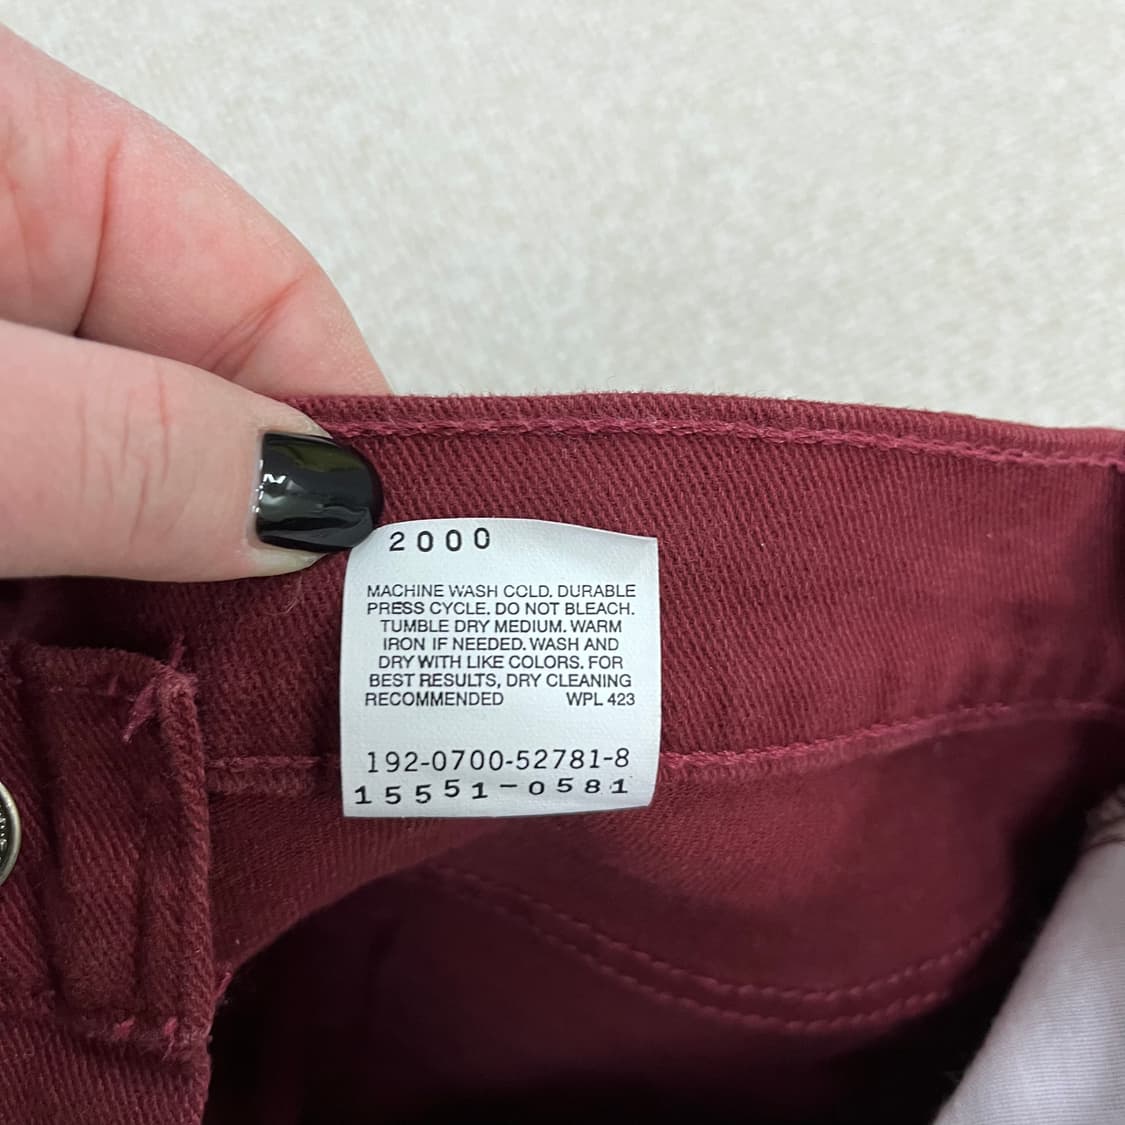 2000
MACHINE WASH COLD. DURABLE
PRESS CYCLE. DO NOT BLEACH.
TUMBLE DRY MEDIUM. WARM
IRON IF NEEDED. WASH AND
DRY WITH LIKE COLORS. FOR
BEST RESULTS, DRY CLEANING
RECOMMENDED WPL 423
192-0700-52781-8
15551-0581